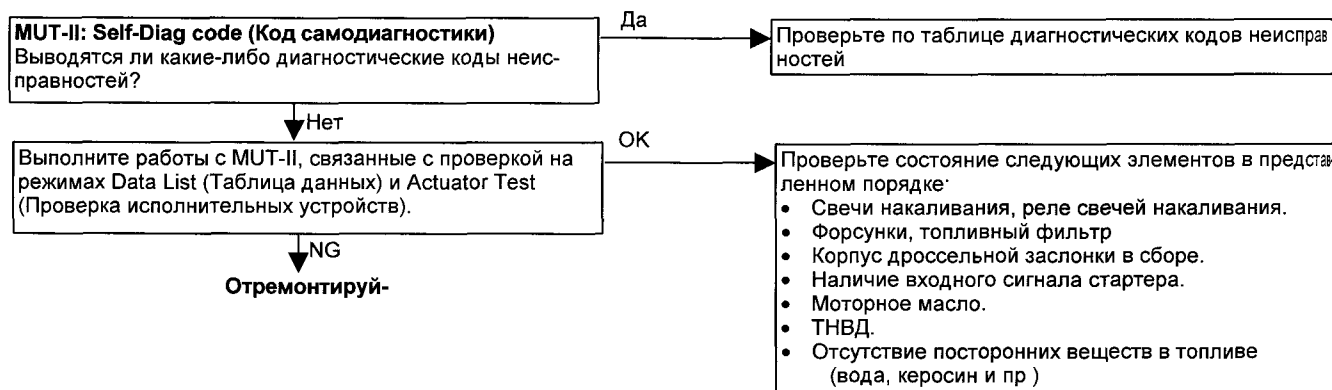 MUT-II: Self-Diag code (Код самодиагностики)
Выводятся ли какие-либо диагностические коды неис-
правностей?
Да
Проверьте по таблице диагностических кодов неисправ
ностей
Нет
Выполните работы с MUT-II, связанные с проверкой на
режимах Data List (Таблица данных) и Actuator Test
(Проверка исполнительных устройств).
OK
Проверьте состояние следующих элементов в представ
ленном порядке·
• Свечи накаливания, реле свечей накаливания.
• Форсунки, топливный фильтр
• Корпус дроссельной заслонки в сборе.
• Наличие входного сигнала стартера.
• Моторное масло.
• ТНВД.
• Отсутствие посторонних веществ в топливе
(вода, керосин и пр )
NG
Отремонтируй-